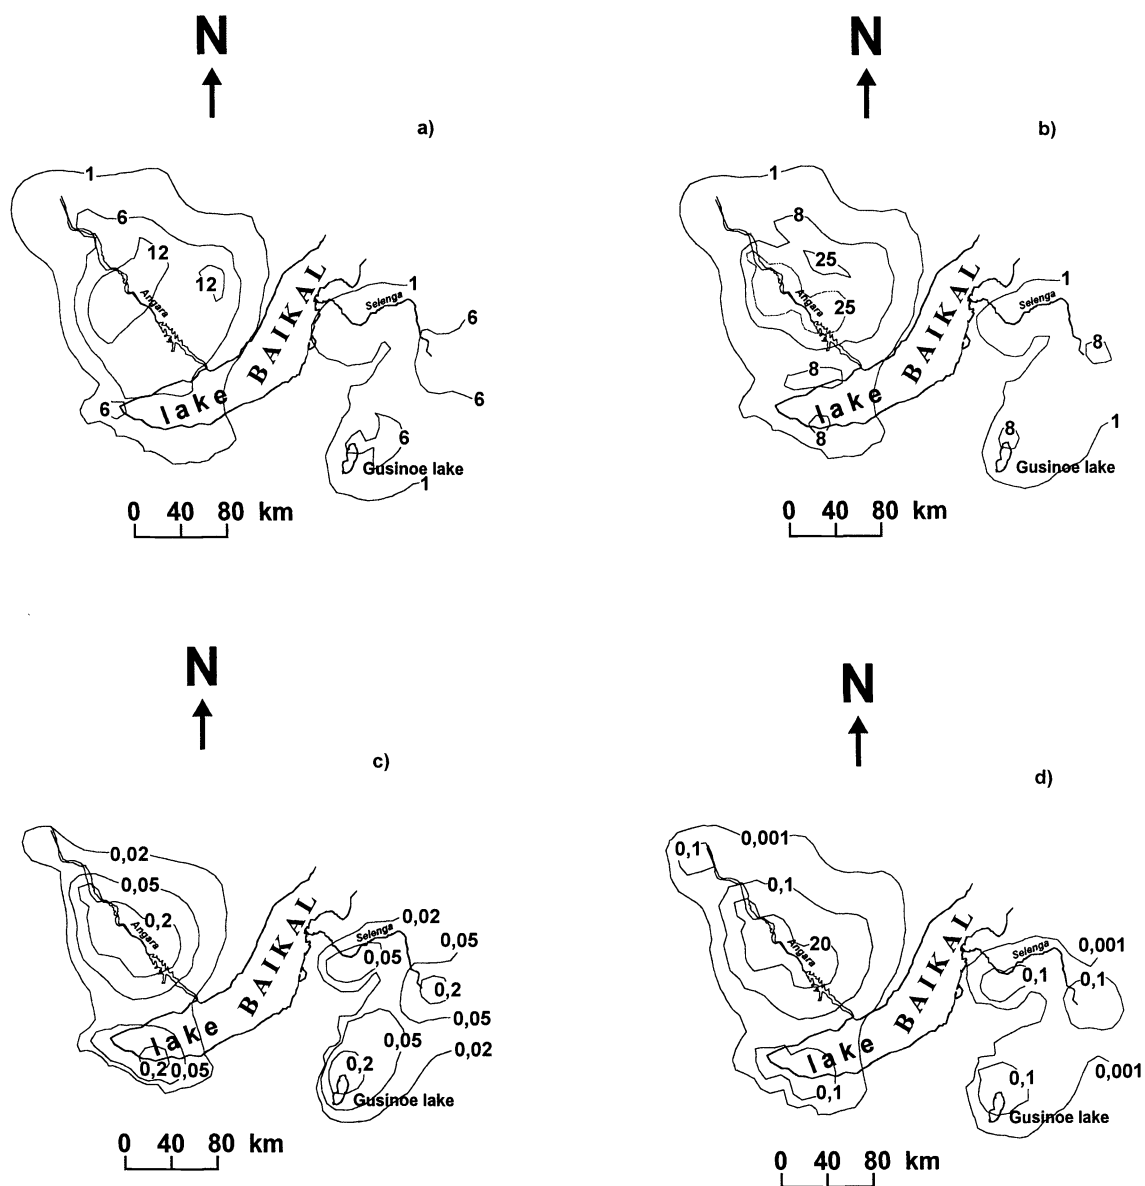 N
a)
1
6
12
12
Angara
lake BAIKAL
Selenga
1
6
6
6
6
Gusinoe lake
1
0 40 80 km
N
b)
1
8
25
25
Angara
lake BAIKAL
Selenga
1
8
8
8
8
1
Gusinoe lake
0 40 80 km
N
c)
0,02
0,05
0,2
Angara
lake BAIKAL
Selenga
0,02
0,05
0,05
0,2
0,05
0,05
0,02
0,2
0,2 0,05
Gusinoe lake
0 40 80 km
N
d)
0,1
0,001
0,1
20
Angara
lake BAIKAL
Selenga
0,001
0,1
0,1
0,1
0,1
0,001
Gusinoe lake
0 40 80 km